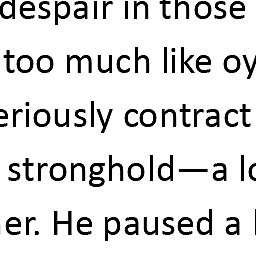 despair in those
too much like oy
eriously contract
stronghold—a lo
er. He paused a